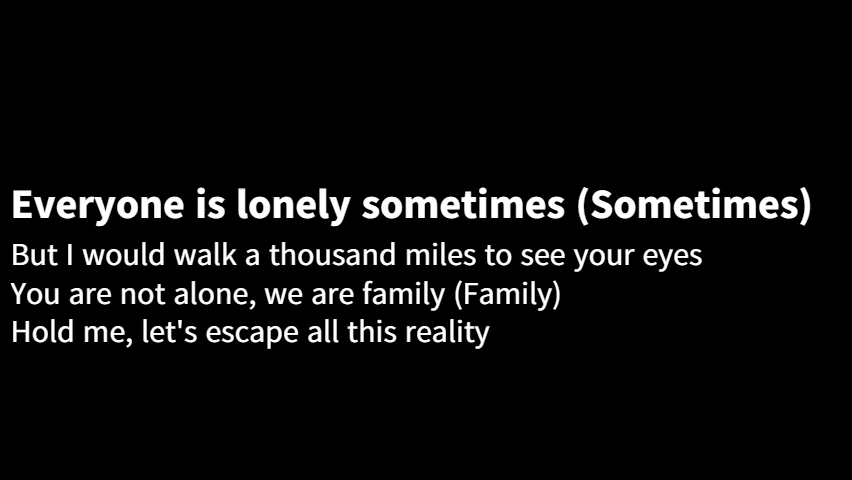 Everyone is lonely sometimes (Sometimes)
But I would walk a thousand miles to see your eyes
You are not alone, we are family (Family)
Hold me, let's escape all this reality